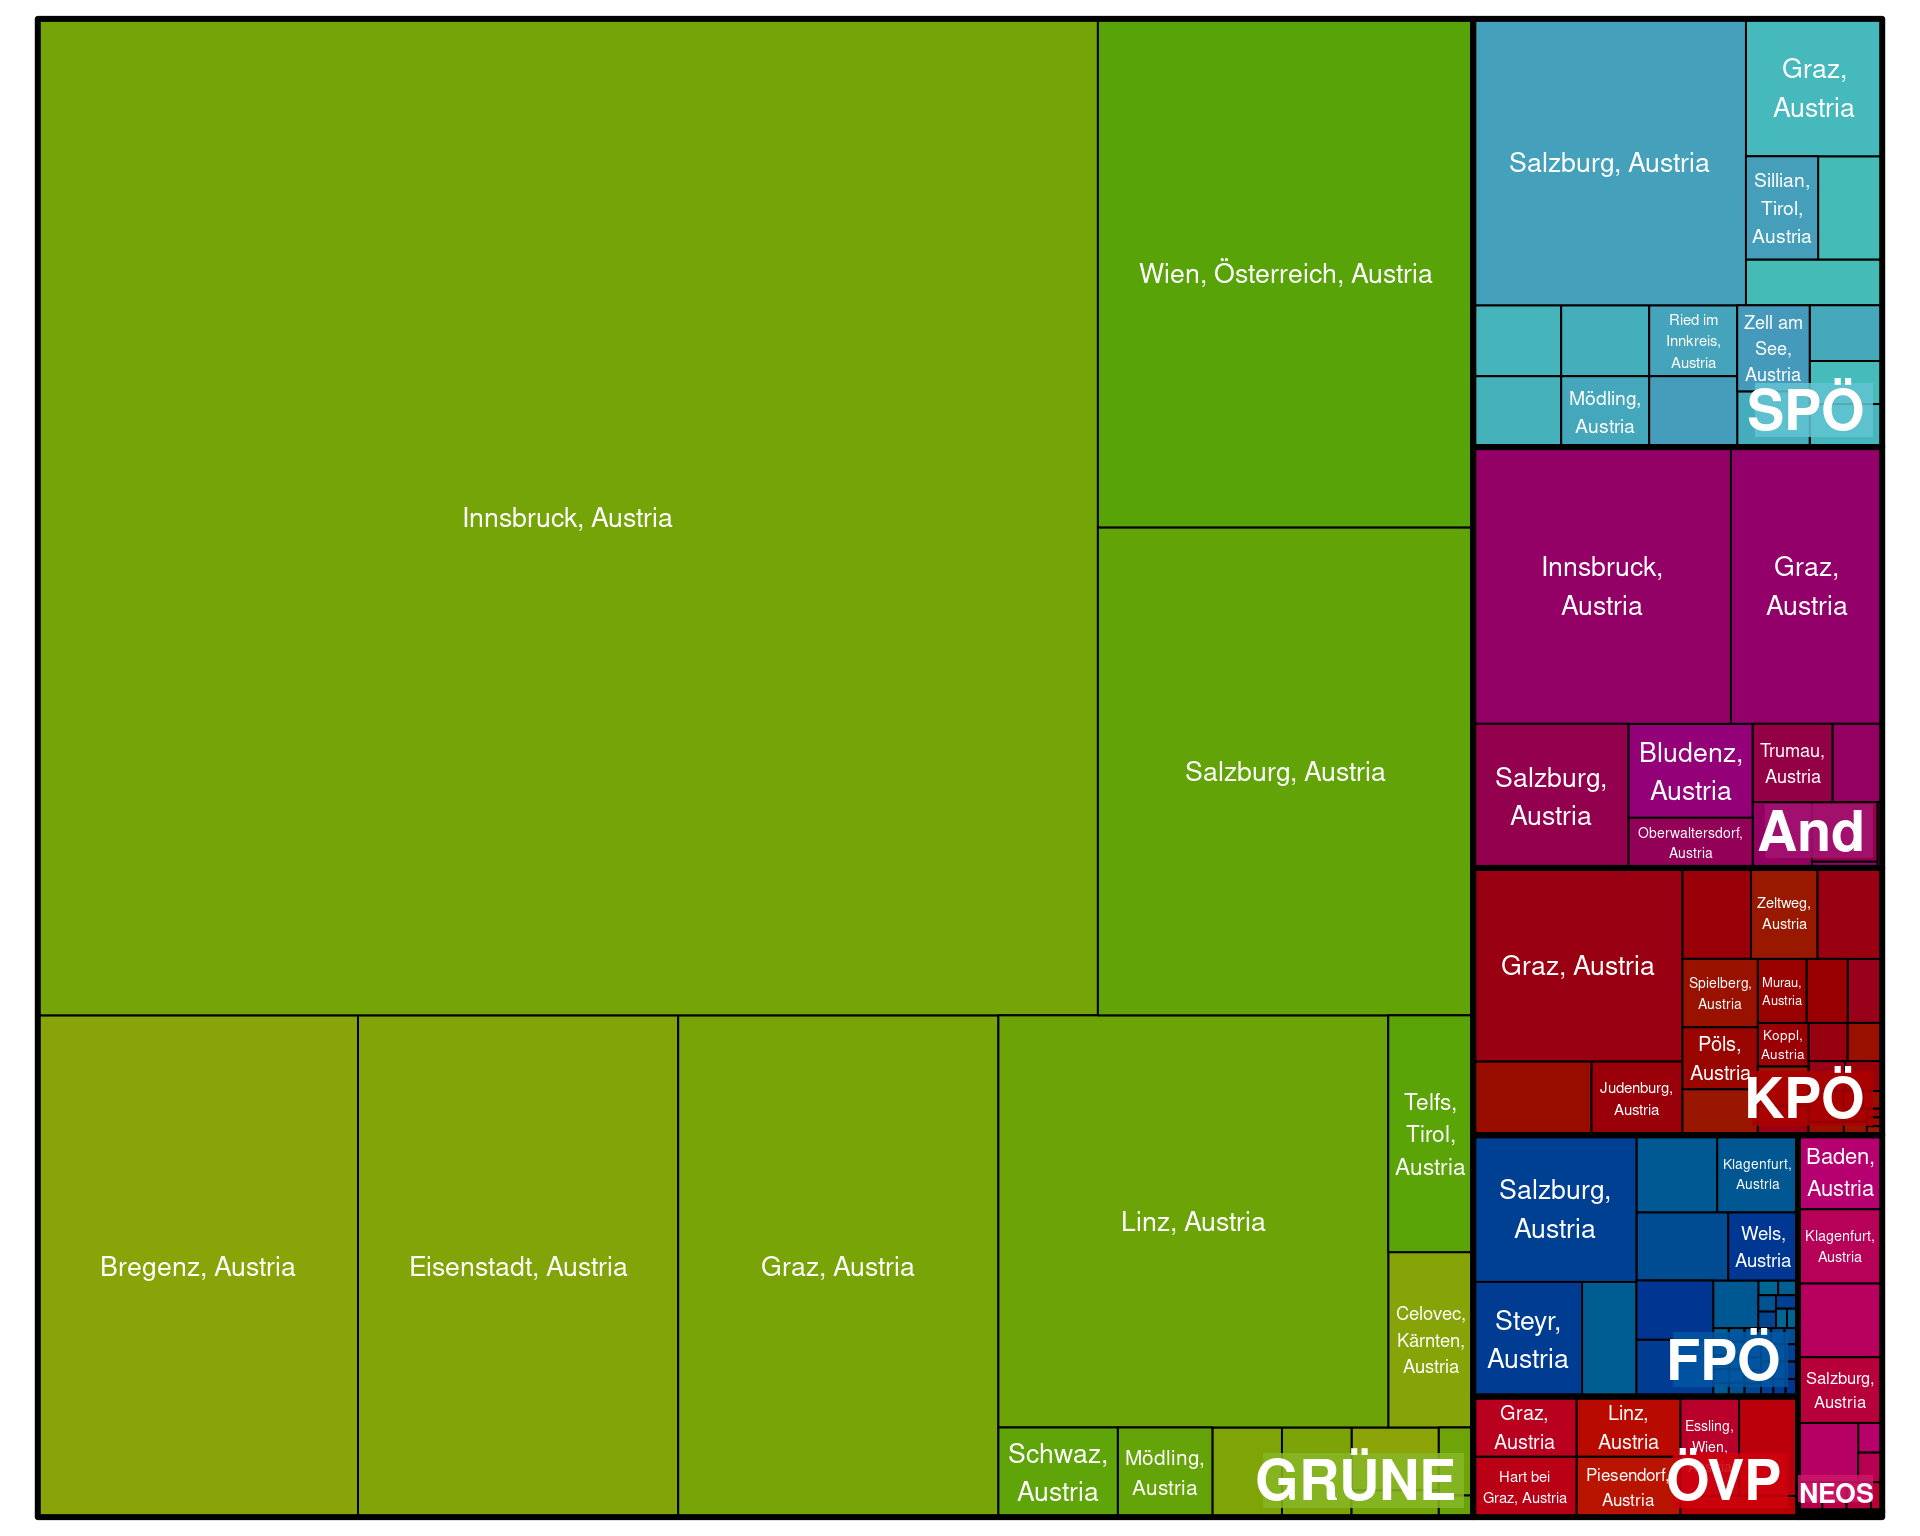 Innsbruck, Austria
Wien, Österreich, Austria
Salzburg, Austria
Bregenz, Austria
Eisenstadt, Austria
Graz, Austria
Linz, Austria
Telfs,
Tirol,
Austria
Celovec,
Kärnten,
Austria
Schwaz,
Austria
Mödling,
Austria
GRÜNE
Salzburg, Austria
Graz,
Austria
Sillian,
Tirol,
Austria
Ried im
Innkreis,
Austria
Zell am
See,
Austria
Mödling,
Austria
SPÖ
Innsbruck,
Austria
Graz,
Austria
Salzburg,
Austria
Bludenz,
Austria
Oberwaltersdorf,
Austria
Trumau,
Austria
And
Graz, Austria
Zeltweg,
Austria
Spielberg,
Austria
Murau,
Austria
Pöls,
Austria
Koppl,
Austria
Judenburg,
Austria
KPÖ
Salzburg,
Austria
Klagenfurt,
Austria
Wels,
Austria
Steyr,
Austria
FPÖ
Baden,
Austria
Klagenfurt,
Austria
Salzburg,
Austria
NEOS
Graz,
Austria
Linz,
Austria
Essling,
Wien,
Hart bei
Graz, Austria
Piesendorf,
Austria
ÖVP